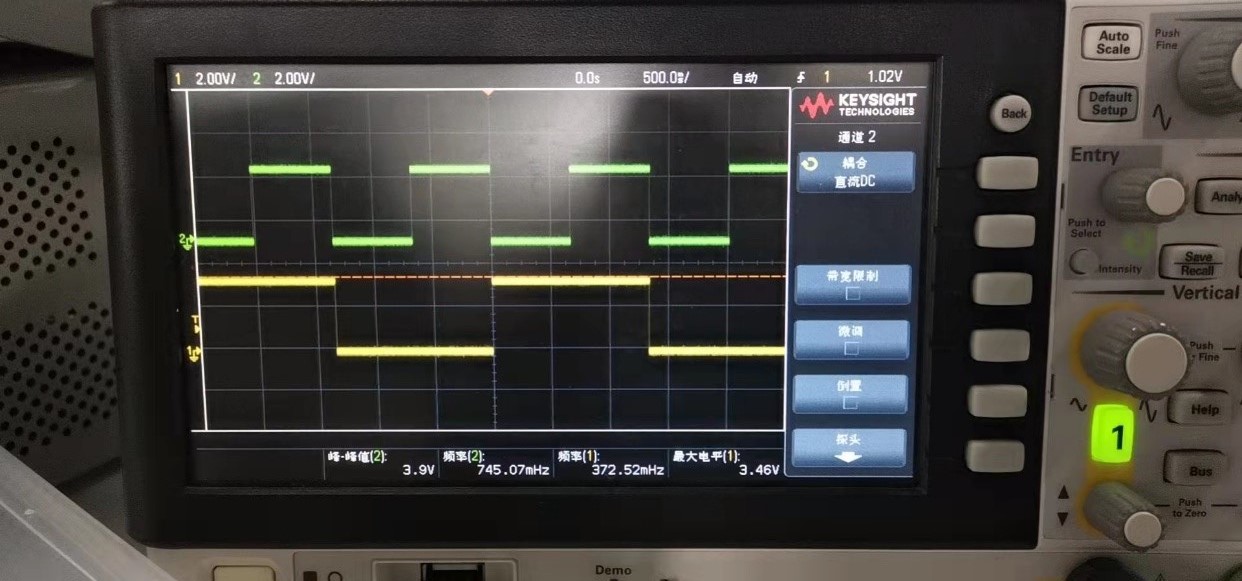 1 2.00V/ 2 2.00V/ 0.0s 500.0ms/ 自动 1 1.02V
KEYSIGHT
TECHNOLOGIES
通道 2
耦合
直流DC
带宽限制
微调
倒置
探头
2
T
1
峰-峰值(2):
3.9V
频率(2):
745.07mHz
频率(1):
372.52mHz
最大电平(1):
3.46V
Back
Auto
Scale
Default
Setup
Push
Fine
Entry
Push to
Select
Intensity
Analy
Save
Recall
Vertical
Push
Fine
Help
1
Bus
Push
to Zero
Demo